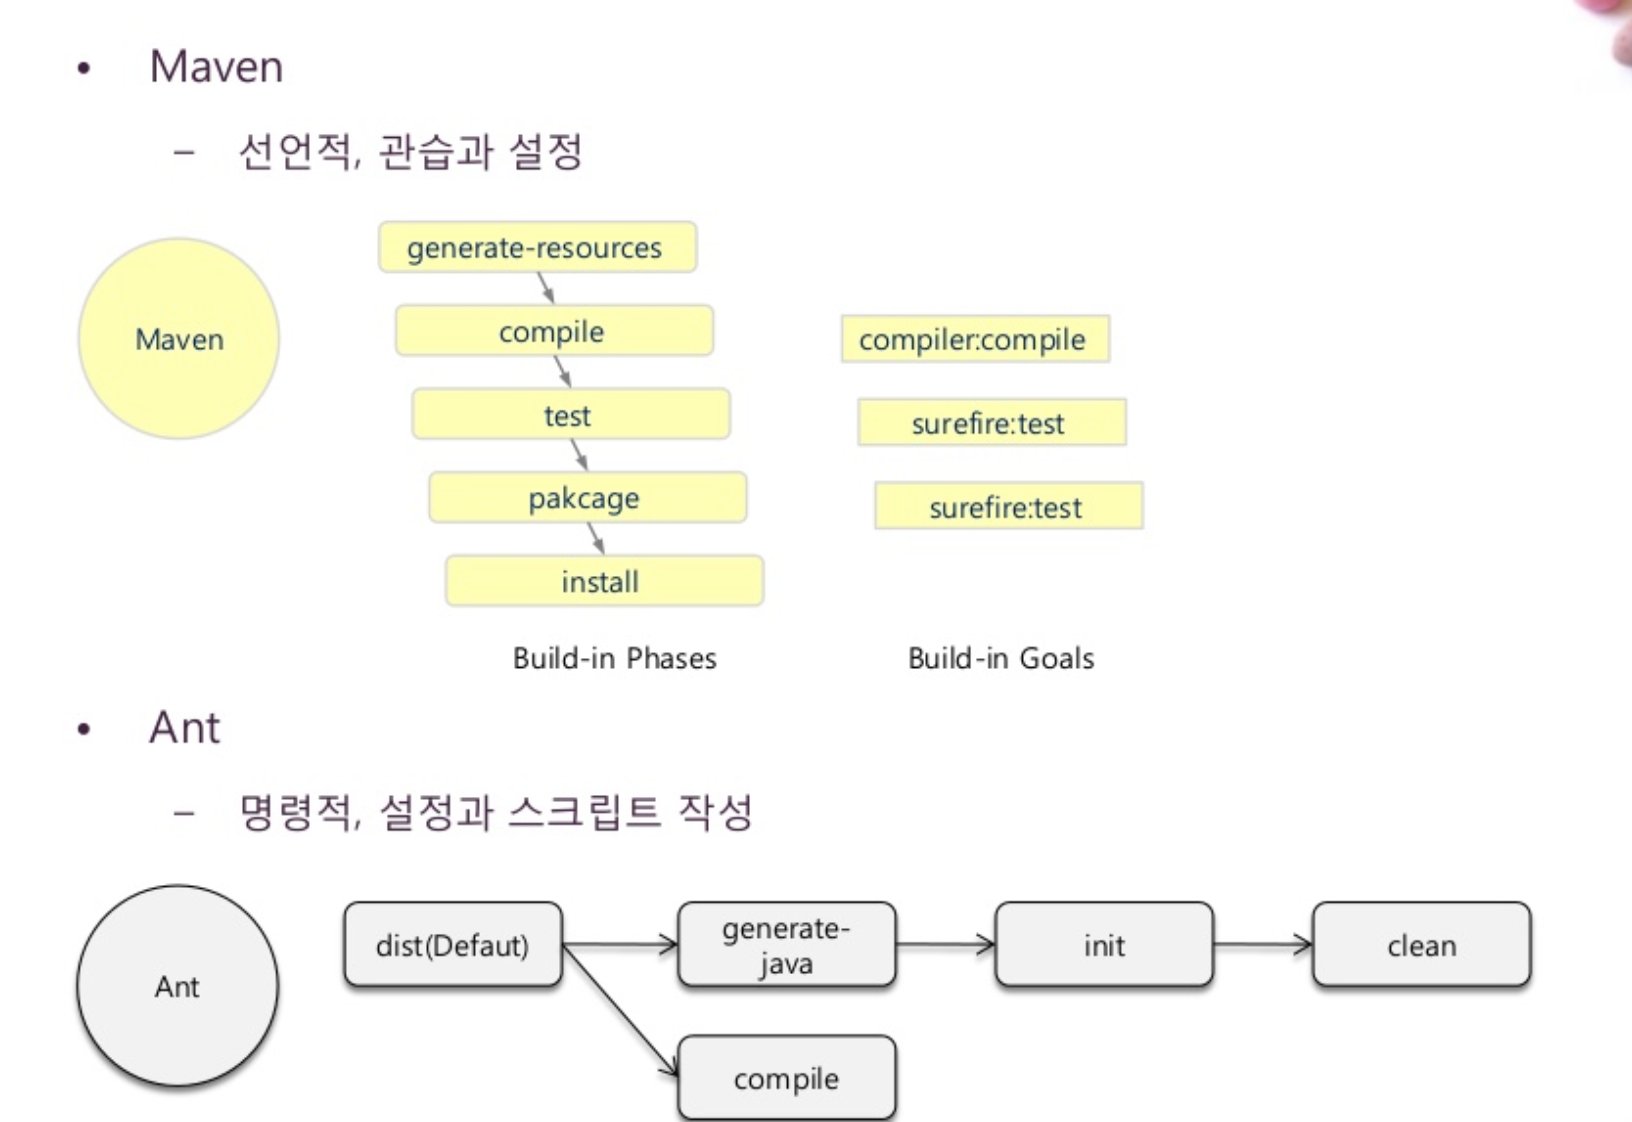 • Maven
– 선언적, 관습과 설정
Maven
generate-resources
compile
test
pakcage
install
compiler:compile
surefire:test
surefire:test
Build-in Phases
Build-in Goals
• Ant
– 명령적, 설정과 스크립트 작성
Ant
dist(Defaut)
generate-
java
init
clean
compile